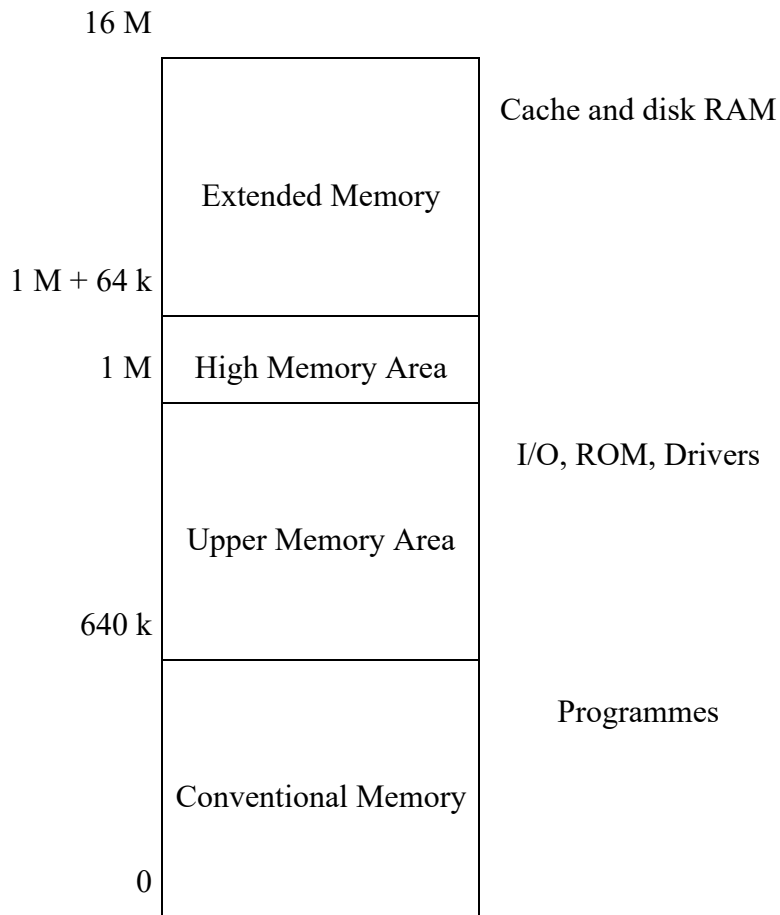 16 M
Cache and disk RAM
Extended Memory
1 M + 64 k
1 M
High Memory Area
I/O, ROM, Drivers
Upper Memory Area
640 k
Programmes
Conventional Memory
0